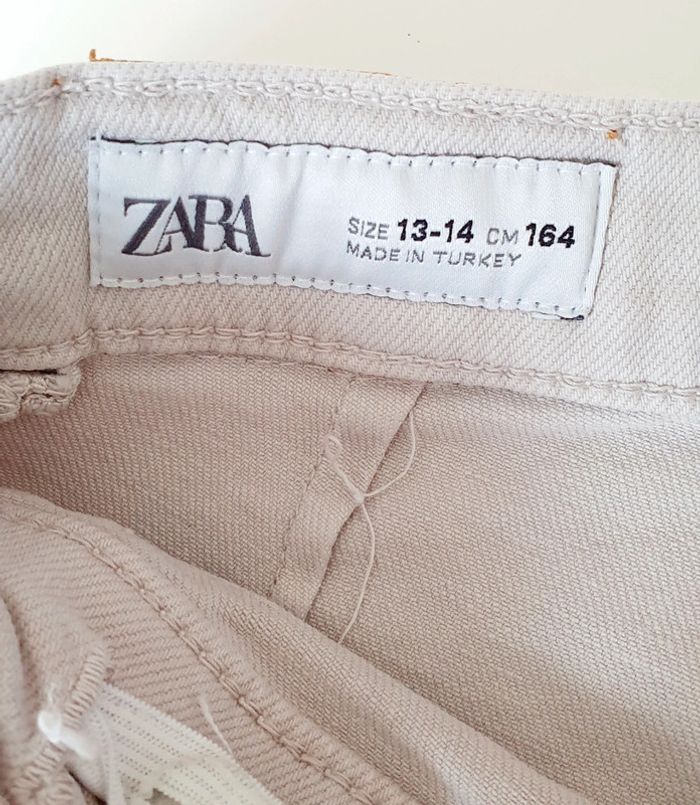 ZARA
SIZE 13-14 CM 164
MADE IN TURKEY